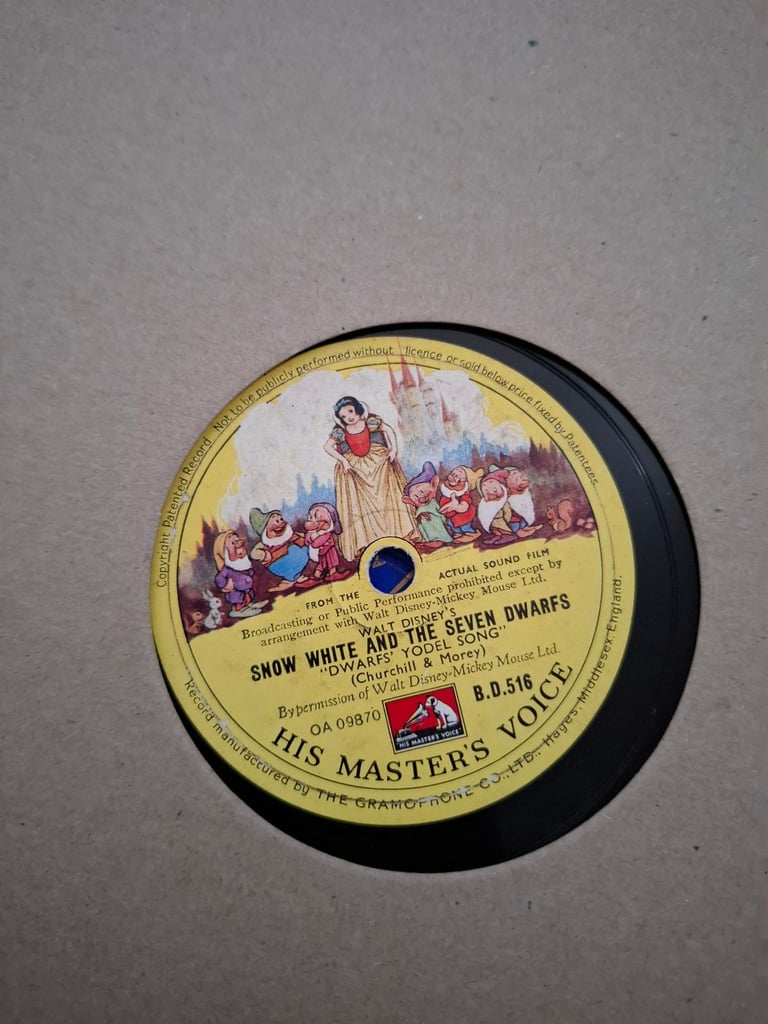 Copyright Patented Record Not to be publicly performed without licence or sold below price fixed by Patentees.
FROM THE ACTUAL SOUND FILM
Broadcasting or Public Performance prohibited except by
arrangement with Walt Disney-Mickey Mouse Ltd.
WALT DISNEY'S
SNOW WHITE AND THE SEVEN DWARFS
"DWARFS' YODEL SONG"
(Churchill & Morey)
By permission of Walt Disney-Mickey Mouse Ltd.
OA 09870
B.D.516
"HIS MASTER'S VOICE"
HIS MASTER'S VOICE
Record manufactured by THE GRAMOPHONE CO., LTD., Hayes, Middlesex, England.